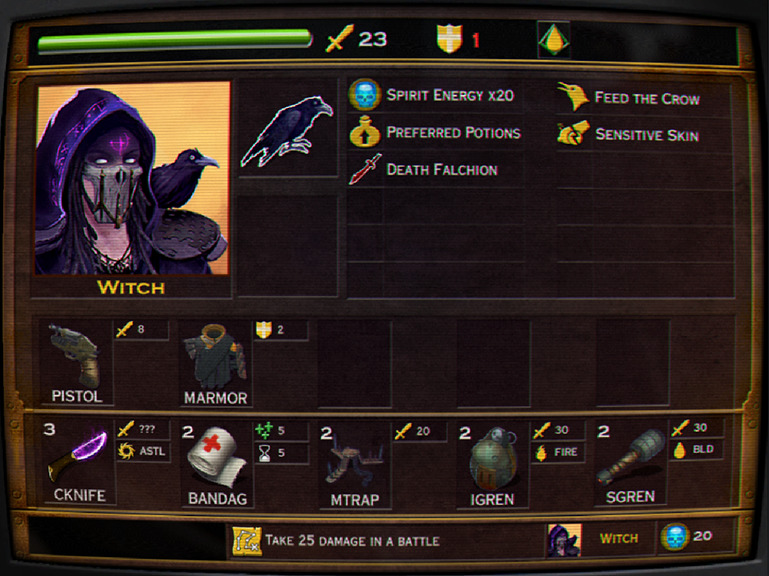 23 1
SPIRIT ENERGY X20 FEED THE CROW
PREFERRED POTIONS SENSITIVE SKIN
DEATH FALCHION
WITCH
8 2
PISTOL MARMOR
3 ??? 2 5 2 20 2 30 2 30
ASTL 5 FIRE BLD
CKNIFE BANDAG MTRAP IGREN SGREN
TAKE 25 DAMAGE IN A BATTLE WITCH 20